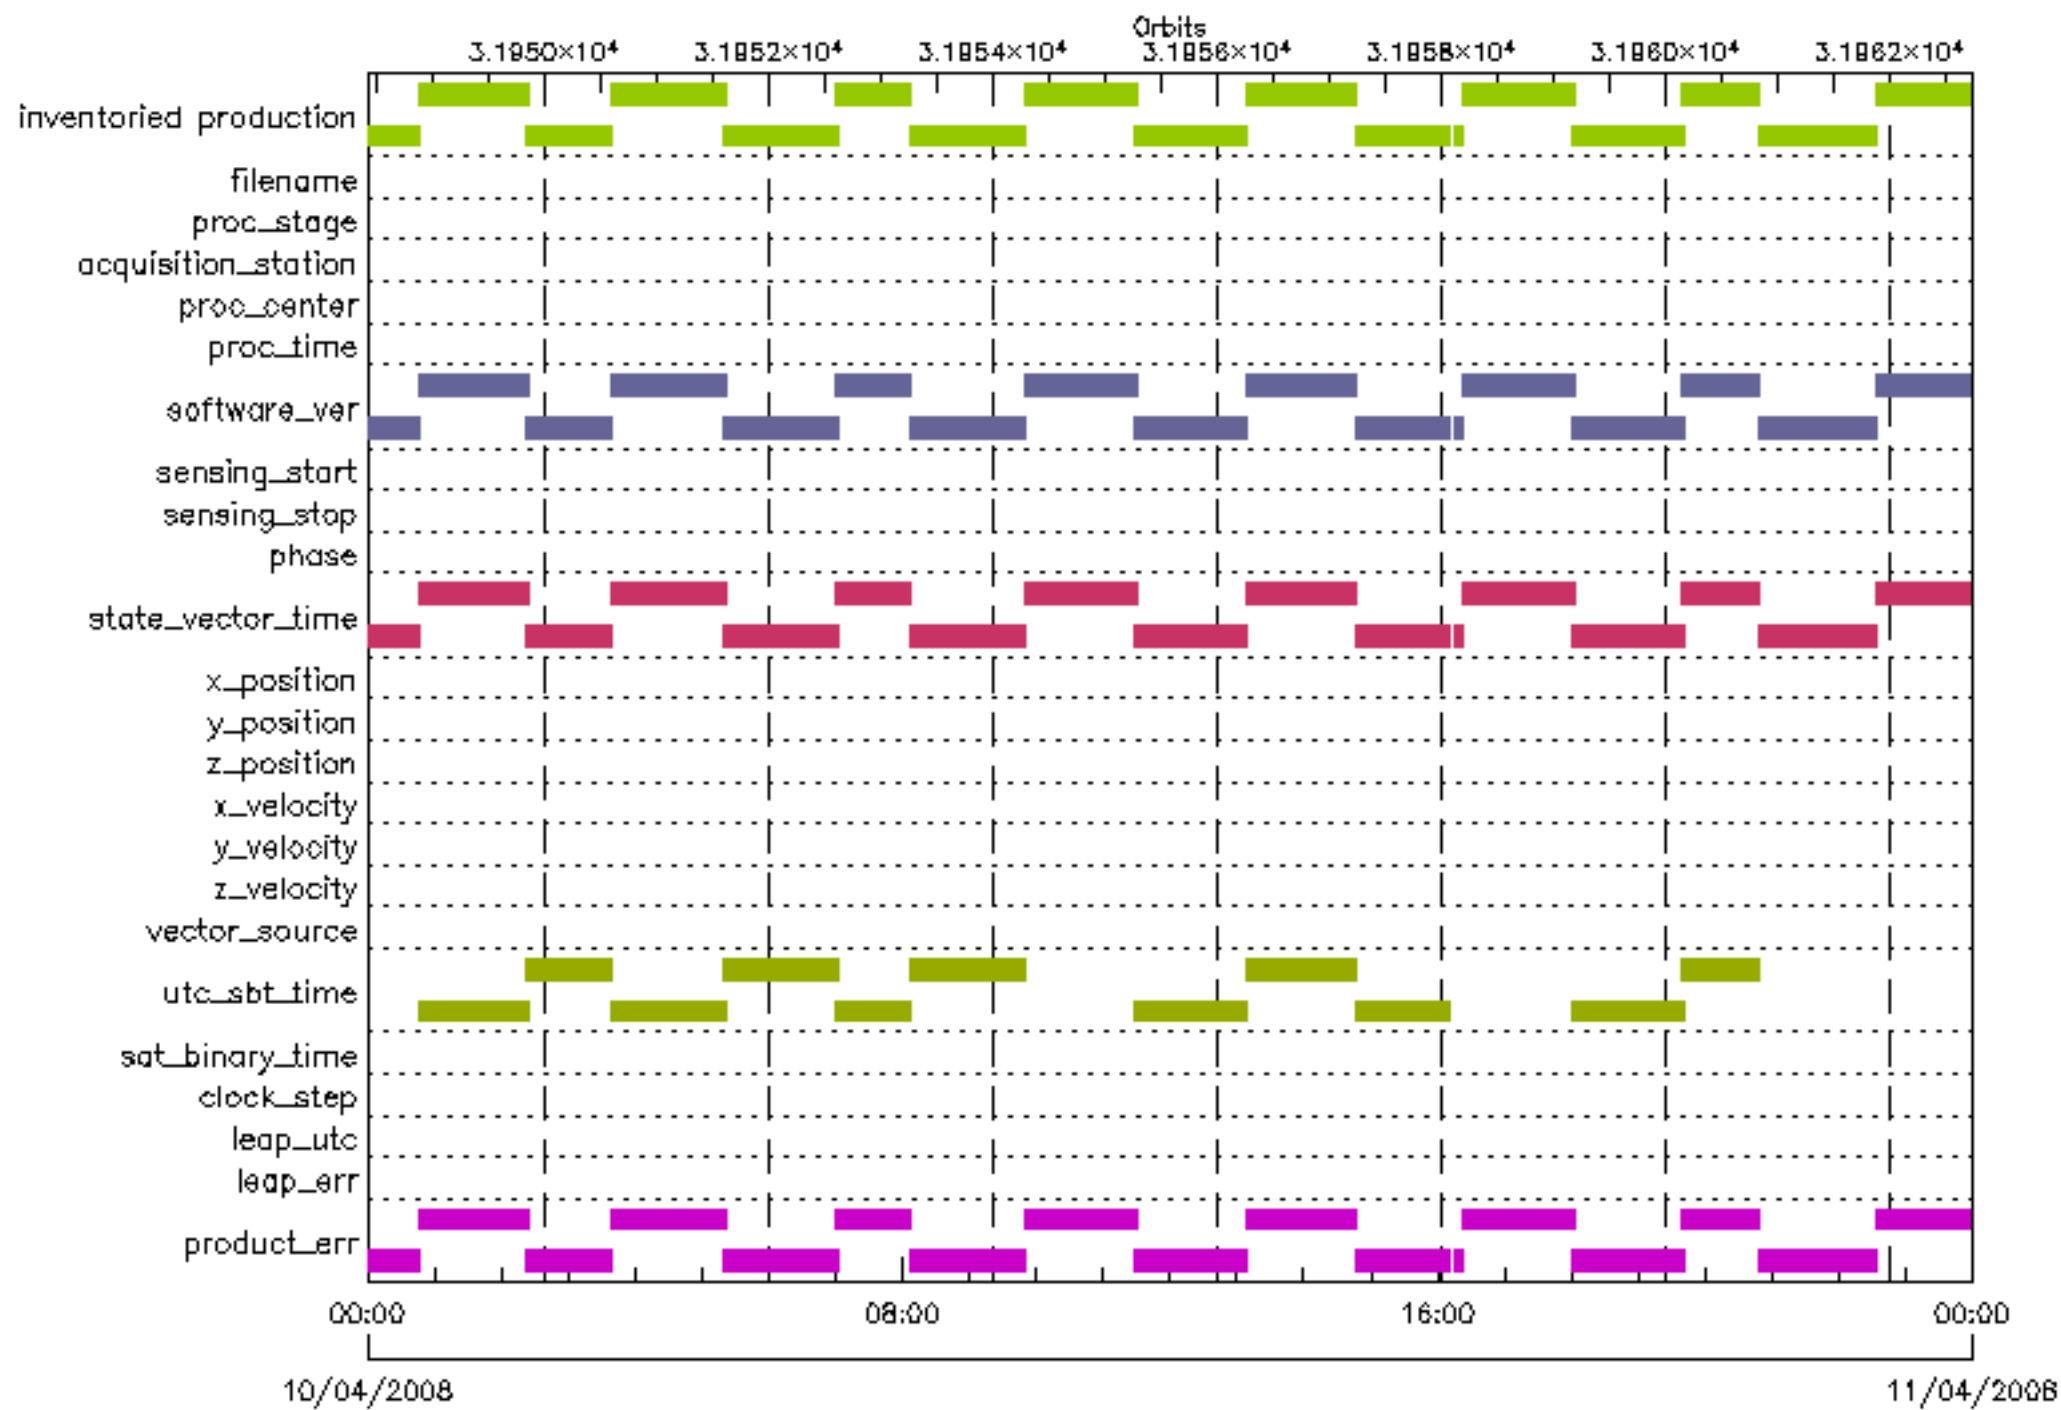 Orbits
3.1950×10⁴ 3.1952×10⁴ 3.1954×10⁴ 3.1956×10⁴ 3.1958×10⁴ 3.1960×10⁴ 3.1962×10⁴
inventoried production
filename
proc_stage
acquisition_station
proc_center
proc_time
software_ver
sensing_start
sensing_stop
phase
state_vector_time
x_position
y_position
z_position
x_velocity
y_velocity
z_velocity
vector_source
utc_sbt_time
sat_binary_time
clock_step
leap_utc
leap_err
product_err
00:00 08:00 16:00 00:00
10/04/2008 11/04/2008